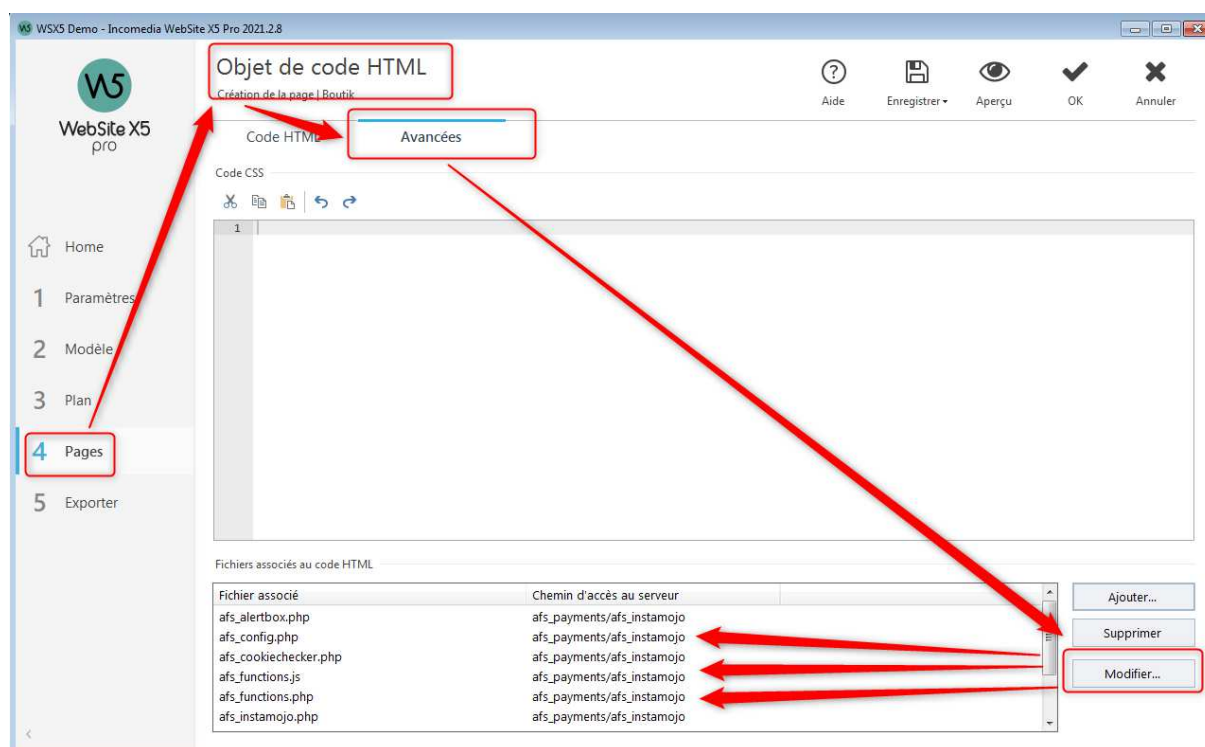 WSX5 Demo - Incomedia WebSite X5 Pro 2021.2.8
W5
WebSite X5
pro
Objet de code HTML
Création de la page | Boutik
Aide
Enregistrer
Aperçu
OK
Annuler
Code HTML
Avancées
Code CSS
1
Home
1 Paramètres
2 Modèle
3 Plan
4 Pages
5 Exporter
Fichiers associés au code HTML
Fichier associé Chemin d'accès au serveur
afs_alertbox.php afs_payments/afs_instamojo
afs_config.php afs_payments/afs_instamojo
afs_cookiechecker.php afs_payments/afs_instamojo
afs_functions.js afs_payments/afs_instamojo
afs_functions.php afs_payments/afs_instamojo
afs_instamojo.php afs_payments/afs_instamojo
Ajouter...
Supprimer
Modifier...